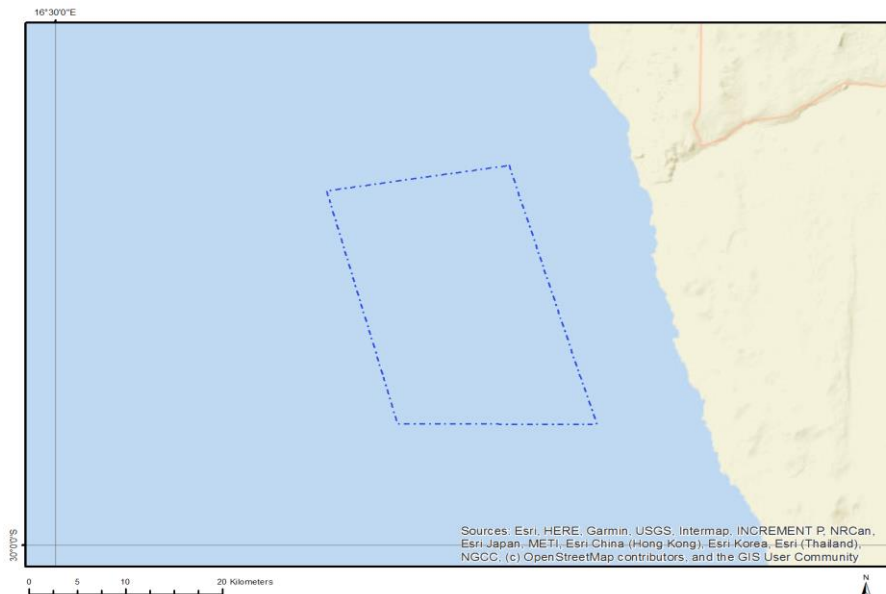 16°30'0"E
30°0'0"S
Sources: Esri, HERE, Garmin, USGS, Intermap, INCREMENT P, NRCan,
Esri Japan, METI, Esri China (Hong Kong), Esri Korea, Esri (Thailand),
NGCC, (c) OpenStreetMap contributors, and the GIS User Community
0 5 10 20 Kilometers
N